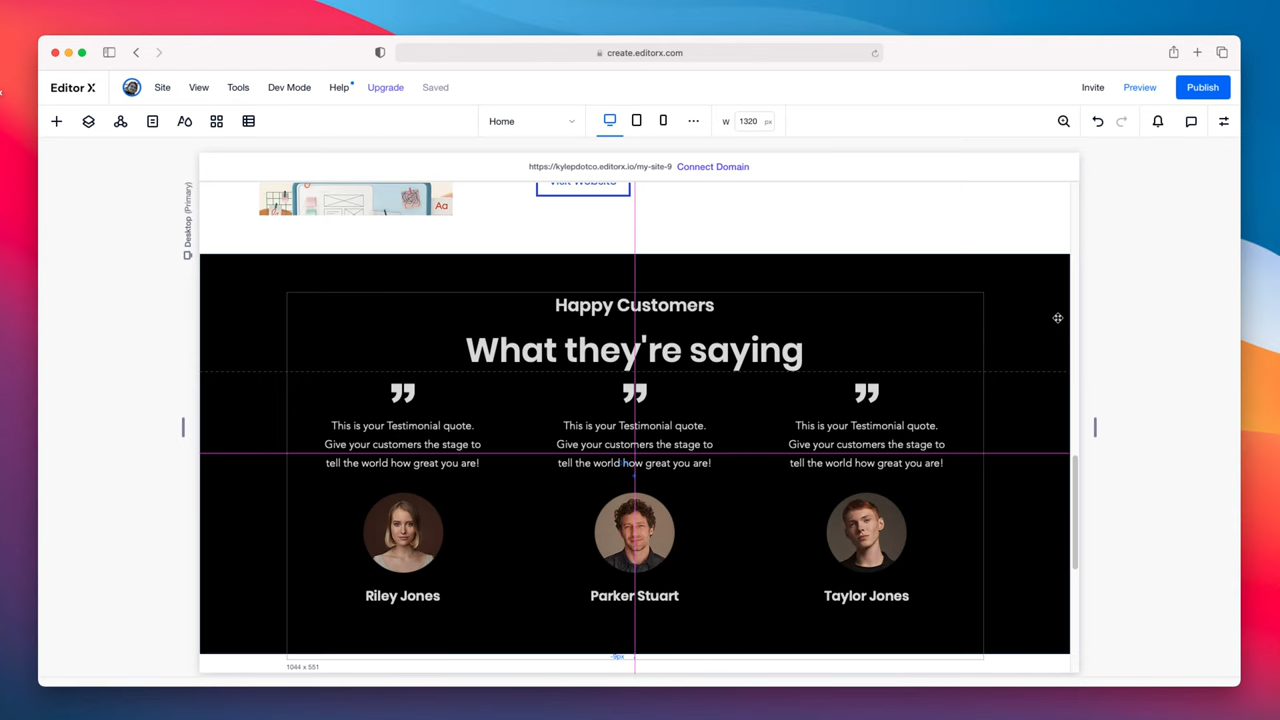 create.editorx.com
Editor X
Site
View
Tools
Dev Mode
Help
Upgrade
Saved
Invite
Preview
Publish
Home
W 1320 px
https://kylepdotco.editorx.io/my-site-9 Connect Domain
Desktop (Primary)
Visit Website
Aa
Happy Customers
What they're saying
This is your Testimonial quote.
Give your customers the stage to
tell the world how great you are!
Riley Jones
This is your Testimonial quote.
Give your customers the stage to
tell the world how great you are!
Parker Stuart
This is your Testimonial quote.
Give your customers the stage to
tell the world how great you are!
Taylor Jones
1044 x 551